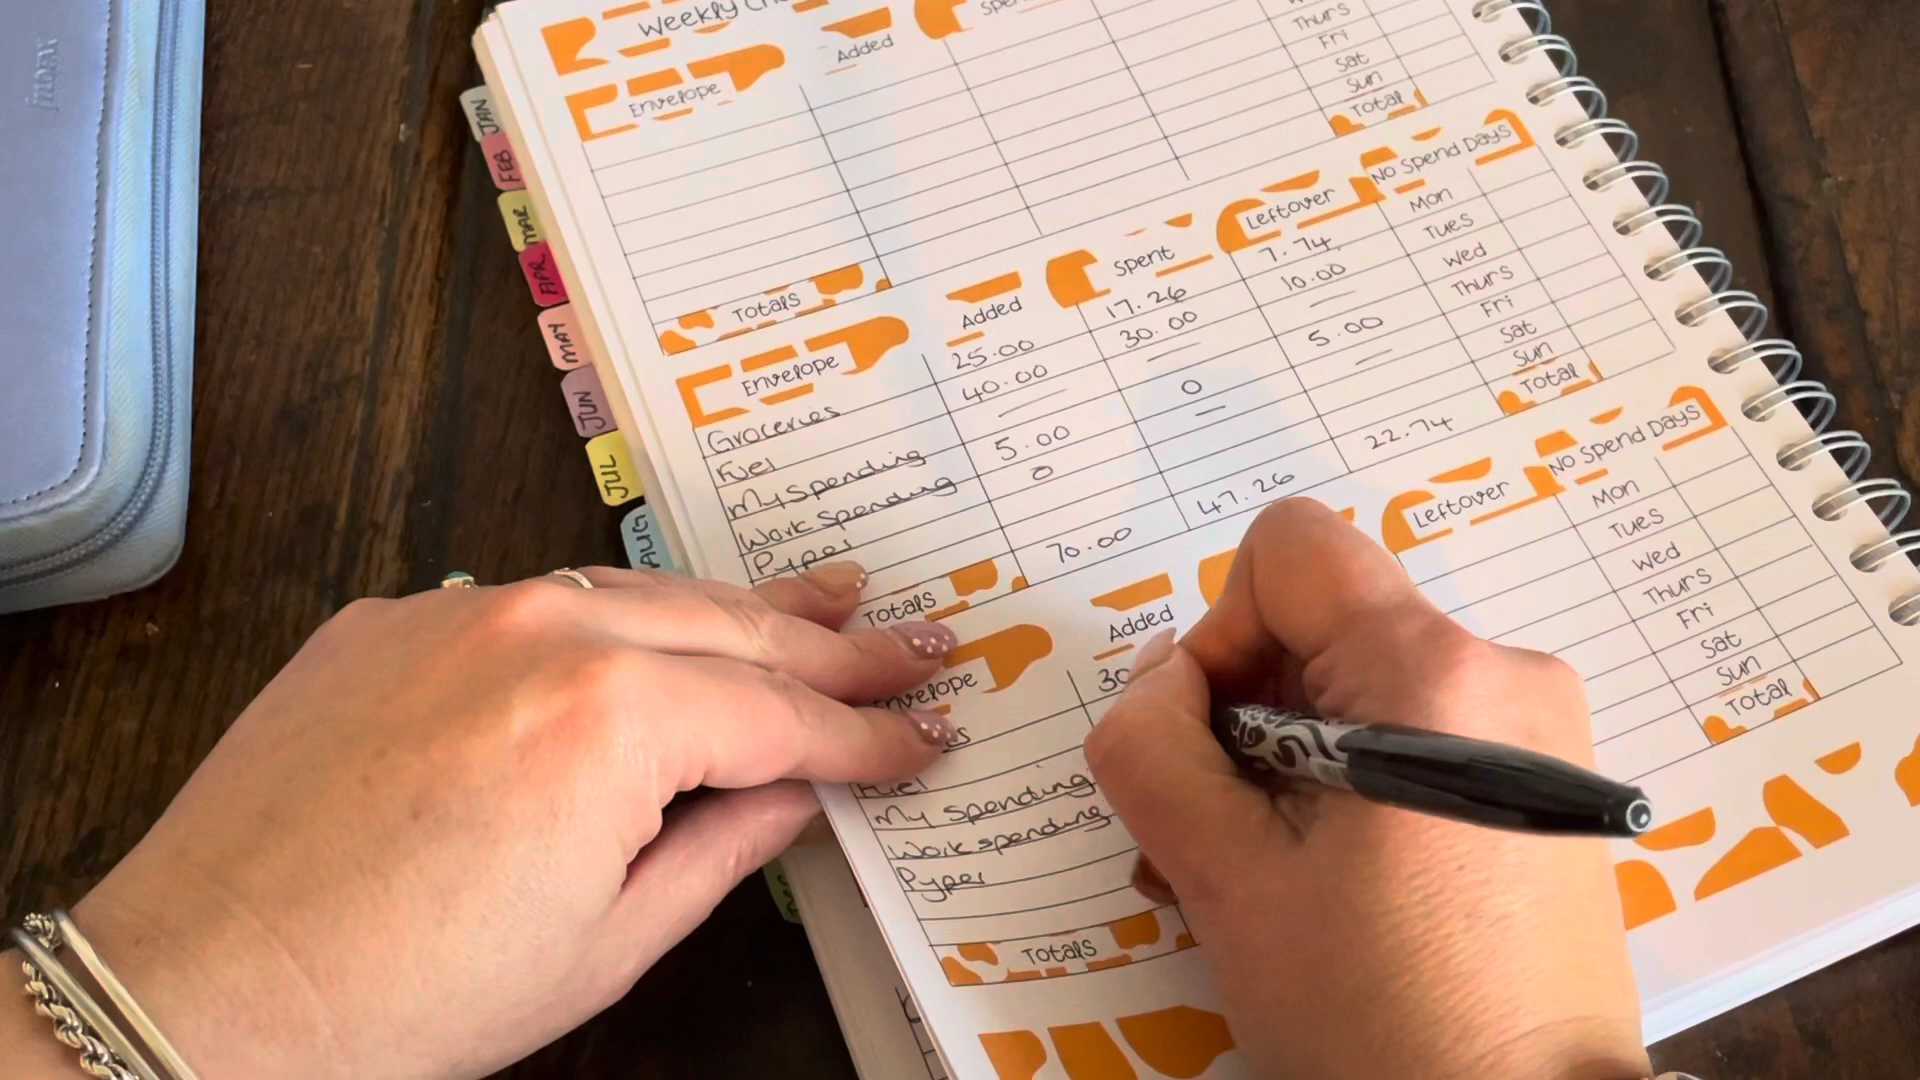 Weekly
Added
Envelope
Thurs
Fri
Sat
Sun
Total
Totals
Envelope Added Spent Leftover No Spend Days
Groceries 25.00 17.26 7.74
Fuel 40.00 30.00 10.00
My Spending
Work Spending 5.00 0 5.00
Pyper 0
Totals 70.00 47.26 22.74
Mon
Tues
Wed
Thurs
Fri
Sat
Sun
Total
Envelope Added Leftover No Spend Days
30
Fuel
My Spending
Work spending
Pyper
Totals
Mon
Tues
Wed
Thurs
Fri
Sat
Sun
Total
JAN
FEB
MAR
APR
MAY
JUN
JUL
AUG